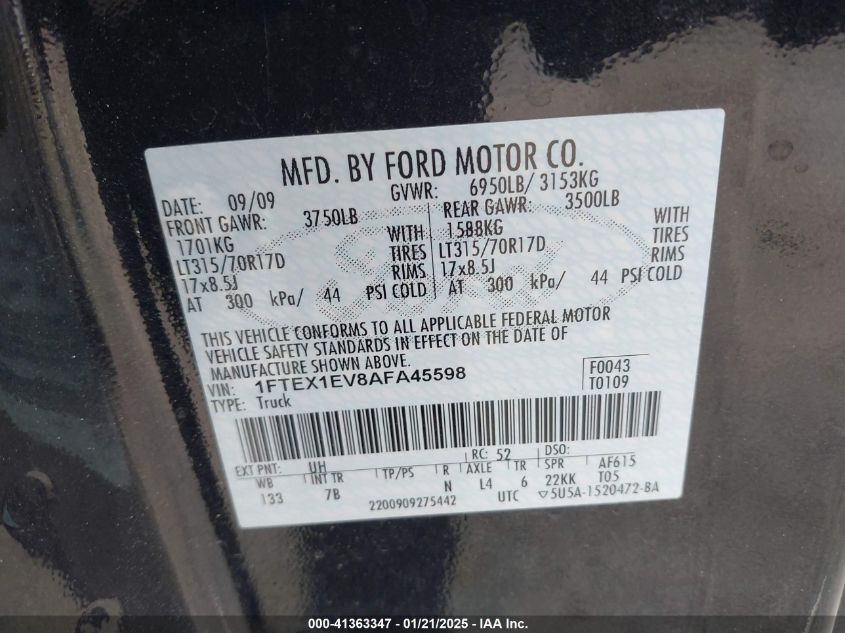 MFD. BY FORD MOTOR CO.
DATE: 09/09 GVWR: 6950LB/ 3153KG
FRONT GAWR: 3750LB REAR GAWR: 3500LB
1701KG WITH 1588KG WITH
LT315/70R17D TIRES LT315/70R17D TIRES
17x8.5J RIMS 17x8.5J RIMS
AT 300 kPa/ 44 PSI COLD AT 300 kPa/ 44 PSI COLD
THIS VEHICLE CONFORMS TO ALL APPLICABLE FEDERAL MOTOR
VEHICLE SAFETY STANDARDS IN EFFECT ON THE DATE OF
MANUFACTURE SHOWN ABOVE.
VIN: 1FTEX1EV8AFA45598 F0043
TYPE: Truck T0109
EXT PNT: UH RC: 52 DSO:
WB INT TR TP/PS R AXLE TR SPR AF615
133 7B N L4 6 22KK T05
2200909275442 UTC ▽5U5A-1520472-BA
000-41363347 / 01/21/2025 / IAA Inc.